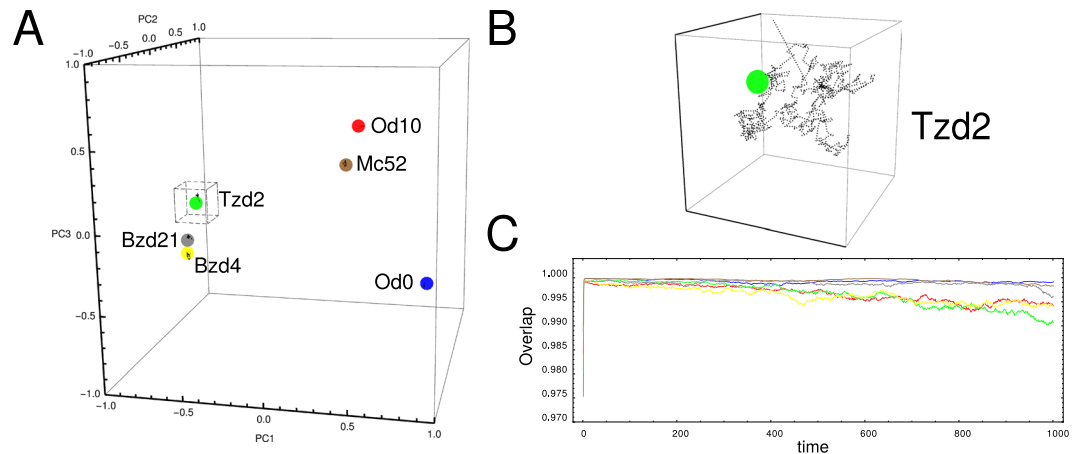 A
PC2
−1.0
−0.5
0.0
0.5
1.0
1.0
0.5
PC3 0.0
−0.5
−1.0
Od10
Mc52
Tzd2
Bzd21
Bzd4
Od0
−1.0
−0.5
0.0
0.5
1.0
PC1
B
Tzd2
C
Overlap
1.000
0.995
0.990
0.985
0.980
0.975
0.970
0
200
400
600
800
1000
time